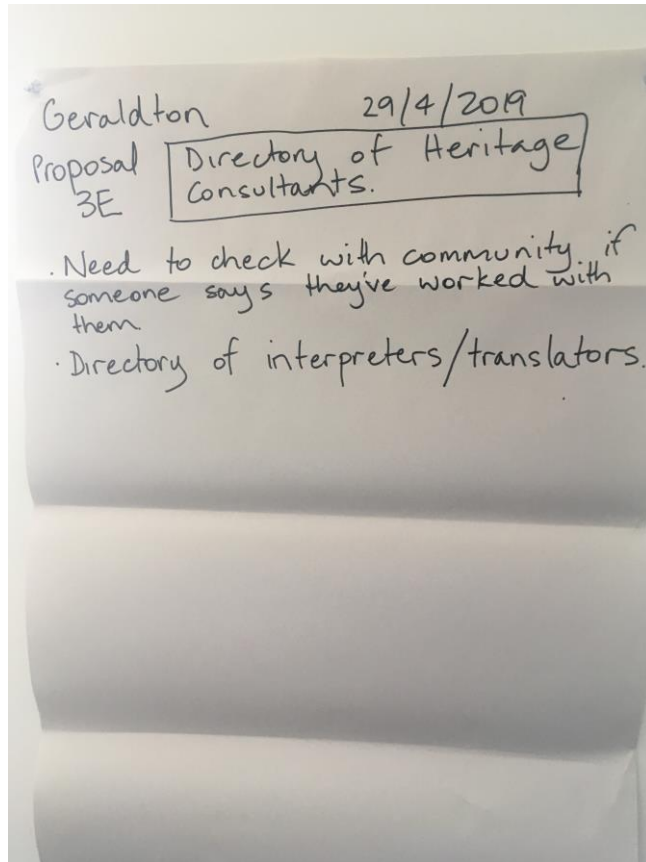 Geraldton 29/4/2019
Proposal 3E
Directory of Heritage
Consultants.
. Need to check with community if
someone says they've worked with
them.
. Directory of interpreters/translators.